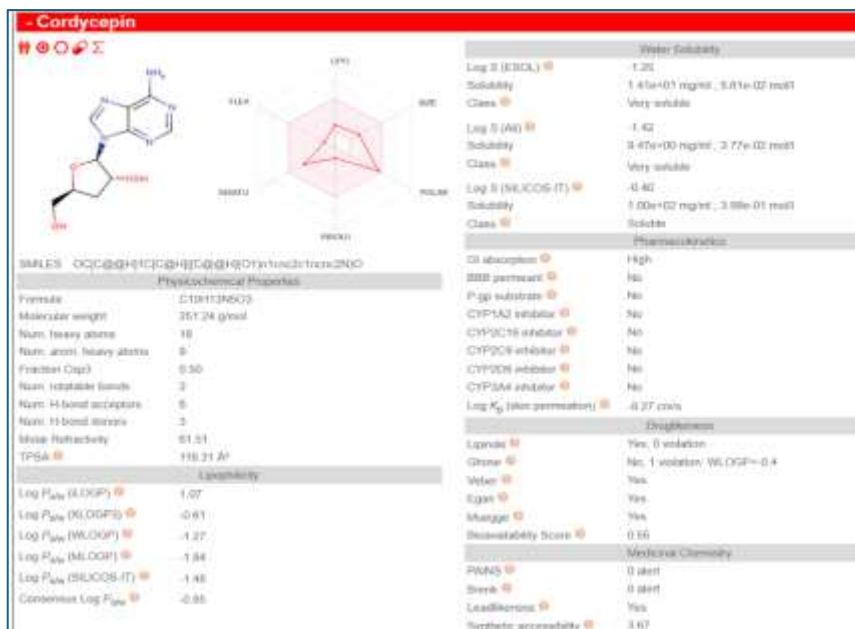 - Cordycepin
NH₂
N
N
N
N
O
OH
OH
LIPO
FLEX
SIZE
INSATU
POLAR
INSOLU
SMILES
Physicochemical Properties
Formula C10H13N5O3
Molecular weight 251.24 g/mol
Num. heavy atoms 18
Num. arom. heavy atoms 9
Fraction Csp3 0.50
Num. rotatable bonds 2
Num. H-bond acceptors
Num. H-bond donors 3
Molar Refractivity 61.51
TPSA Å²
Lipophilicity
Log Po/w (iLOGP) 1.07
Log Po/w (XLOGP3) -0.61
Log Po/w (WLOGP) -1.27
Log Po/w (MLOGP) -1.84
Log Po/w (SILICOS-IT) -1.48
Consensus Log Po/w
Water Solubility
Log S (ESOL)
Solubility 1.41e+01 mg/ml ; 5.61e-02 mol/l
Class Very soluble
Log S (Ali) -1.42
Solubility 9.47e+00 mg/ml ; 3.77e-02 mol/l
Class Very soluble
Log S (SILICOS-IT) -0.40
Solubility 1.00e+02 mg/ml ; 3.98e-01 mol/l
Class Soluble
Pharmacokinetics
GI absorption High
BBB permeant No
P-gp substrate No
CYP1A2 inhibitor No
CYP2C19 inhibitor No
CYP2C9 inhibitor No
CYP2D6 inhibitor No
CYP3A4 inhibitor No
Log Kp (skin permeation) -8.27 cm/s
Druglikeness
Lipinski Yes; 0 violation
Ghose No; 1 violation: WLOGP<-0.4
Veber Yes
Egan Yes
Muegge Yes
Bioavailability Score 0.55
Medicinal Chemistry
PAINS 0 alert
Brenk 0 alert
Leadlikeness Yes
Synthetic accessibility 3.67